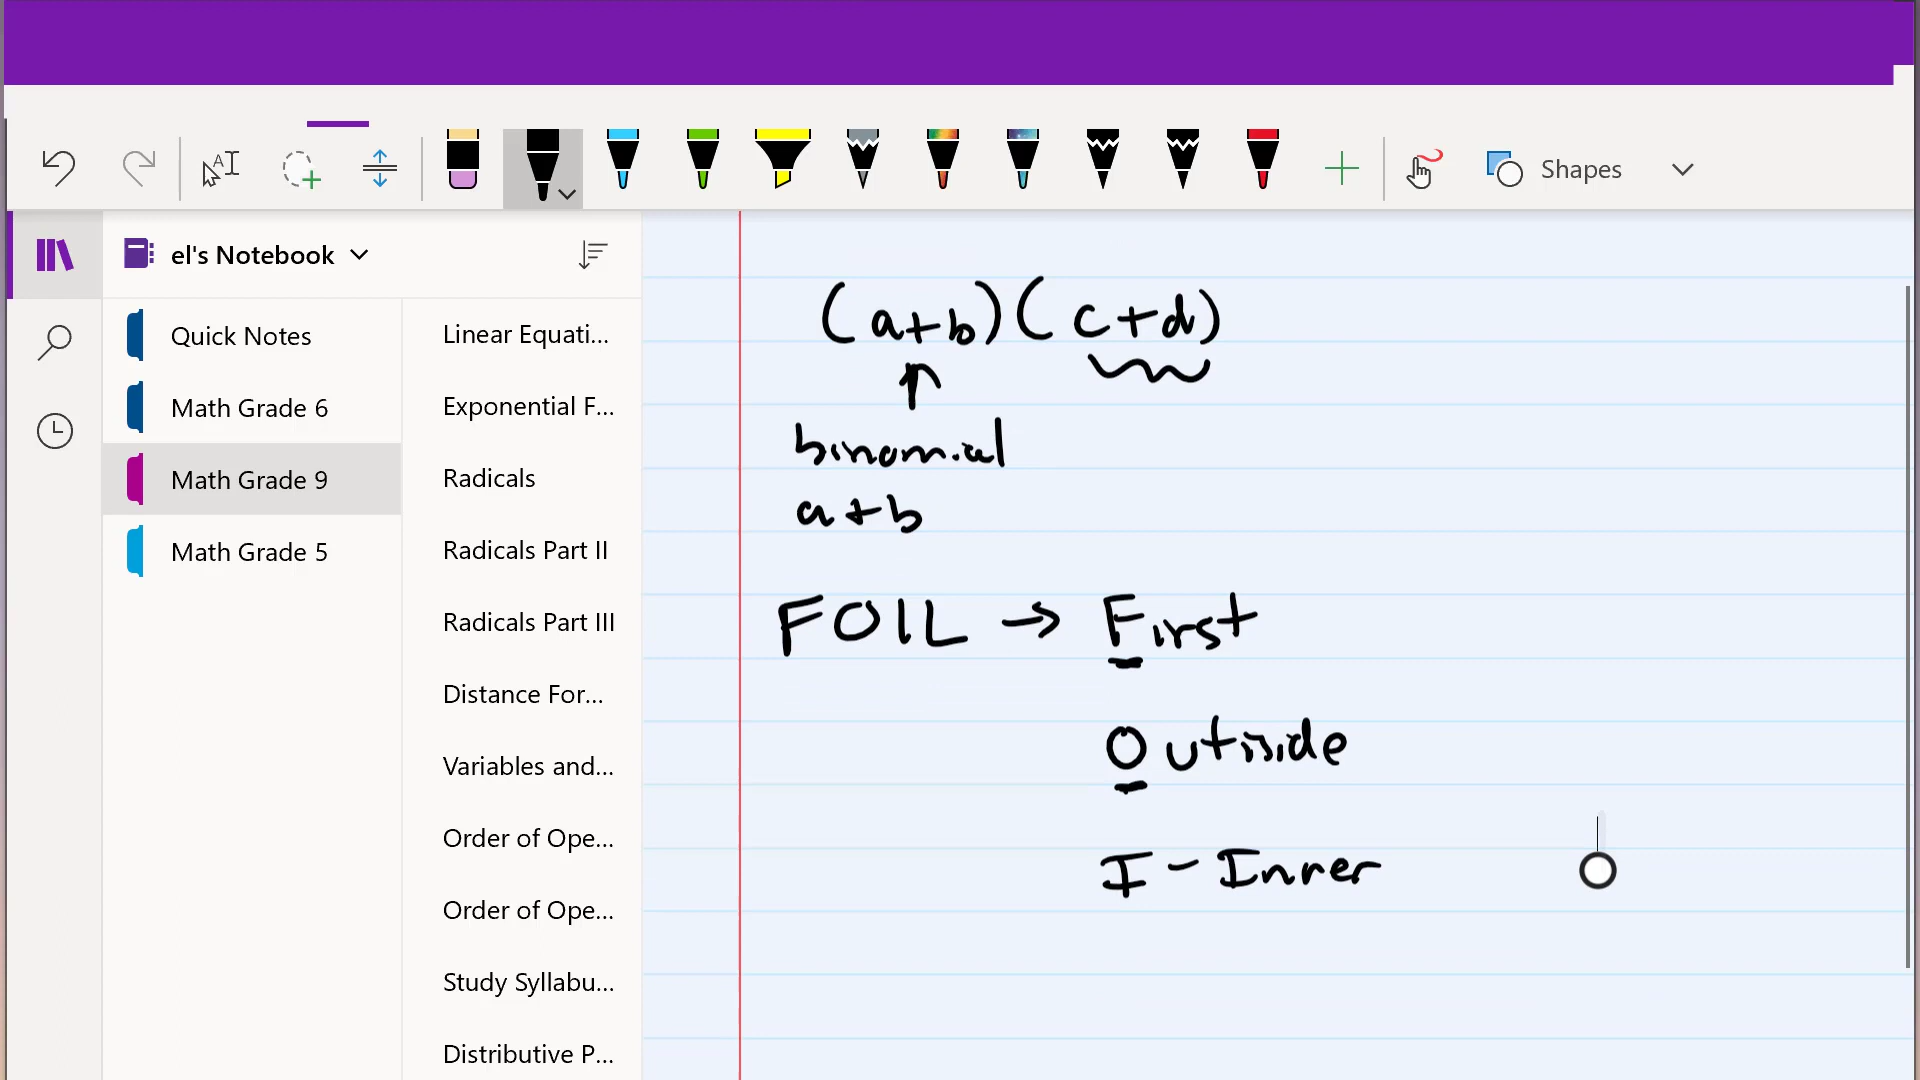 Shapes
el's Notebook
Quick Notes
Math Grade 6
Math Grade 9
Math Grade 5
Linear Equati...
Exponential F...
Radicals
Radicals Part II
Radicals Part III
Distance For...
Variables and...
Order of Ope...
Order of Ope...
Study Syllabu...
Distributive P...
(a+b)(c+d)
binomial
a+b
FOIL → First
Outside
I - Inner